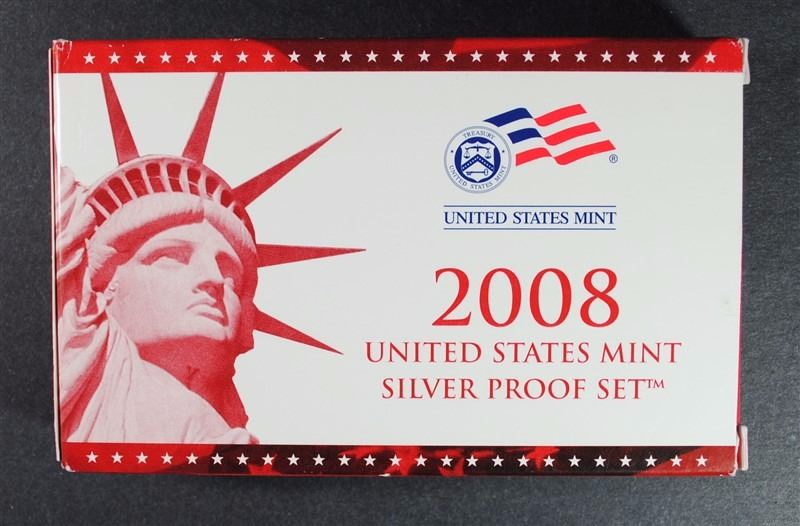 TREASURY
UNITED STATES MINT
®
UNITED STATES MINT
2008
UNITED STATES MINT
SILVER PROOF SET™